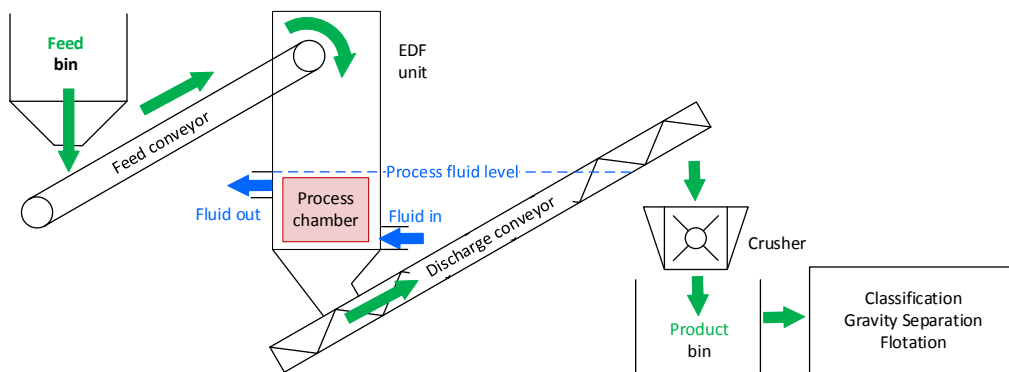 Feed
bin
Feed conveyor
EDF
unit
Process fluid level
Fluid out
Process
chamber
Fluid in
Discharge conveyor
Crusher
Product
bin
Classification
Gravity Separation
Flotation